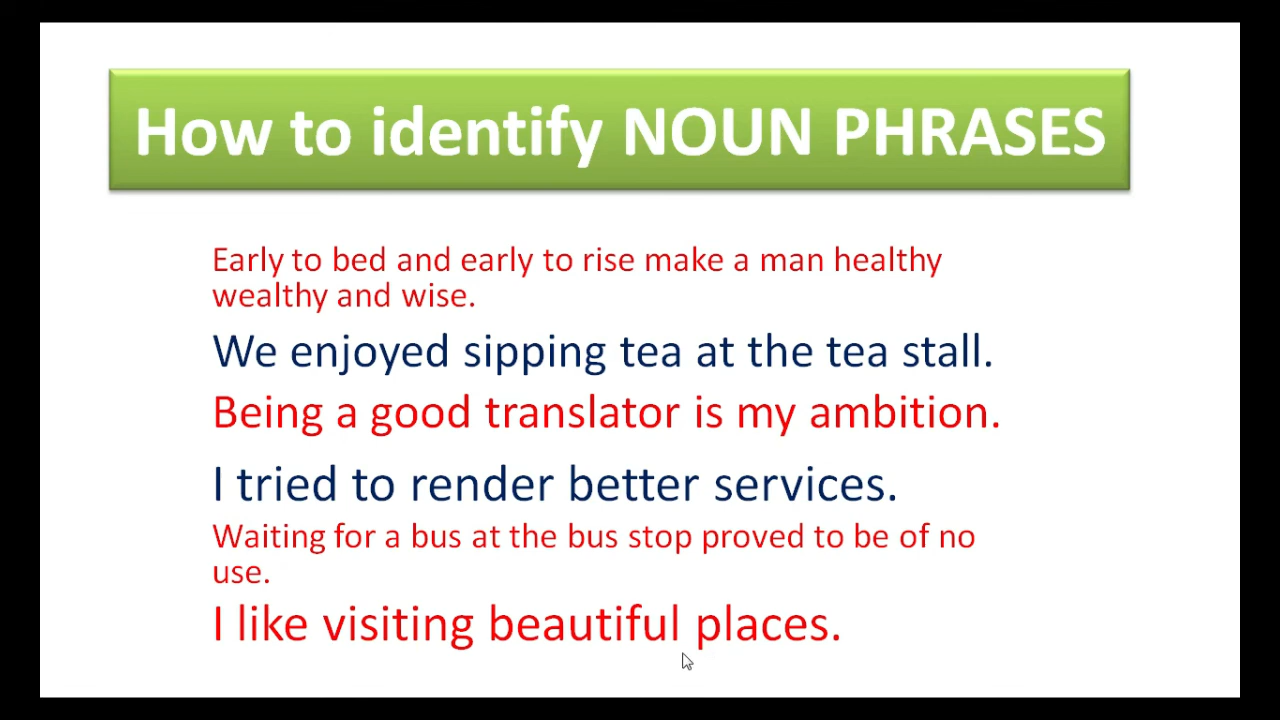 How to identify NOUN PHRASES
Early to bed and early to rise make a man healthy
wealthy and wise.
We enjoyed sipping tea at the tea stall.
Being a good translator is my ambition.
I tried to render better services.
Waiting for a bus at the bus stop proved to be of no
use.
I like visiting beautiful places.